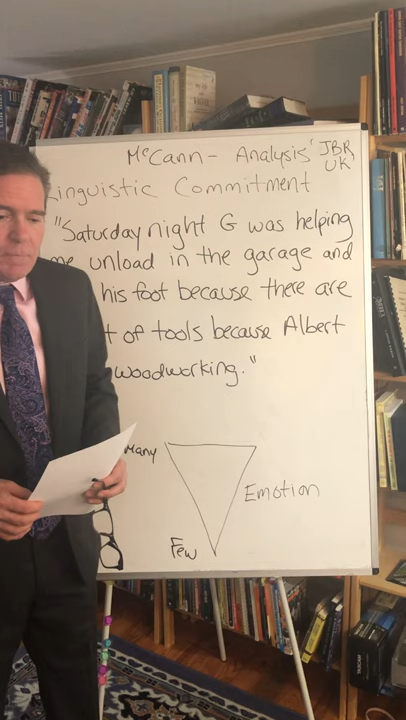 McCann - Analysis' JBR,
UK
Linguistic Commitment
"Saturday night G was helping
me unload in the garage and
his foot because there are
of tools because Albert
woodworking."
Many
Emotion
Few